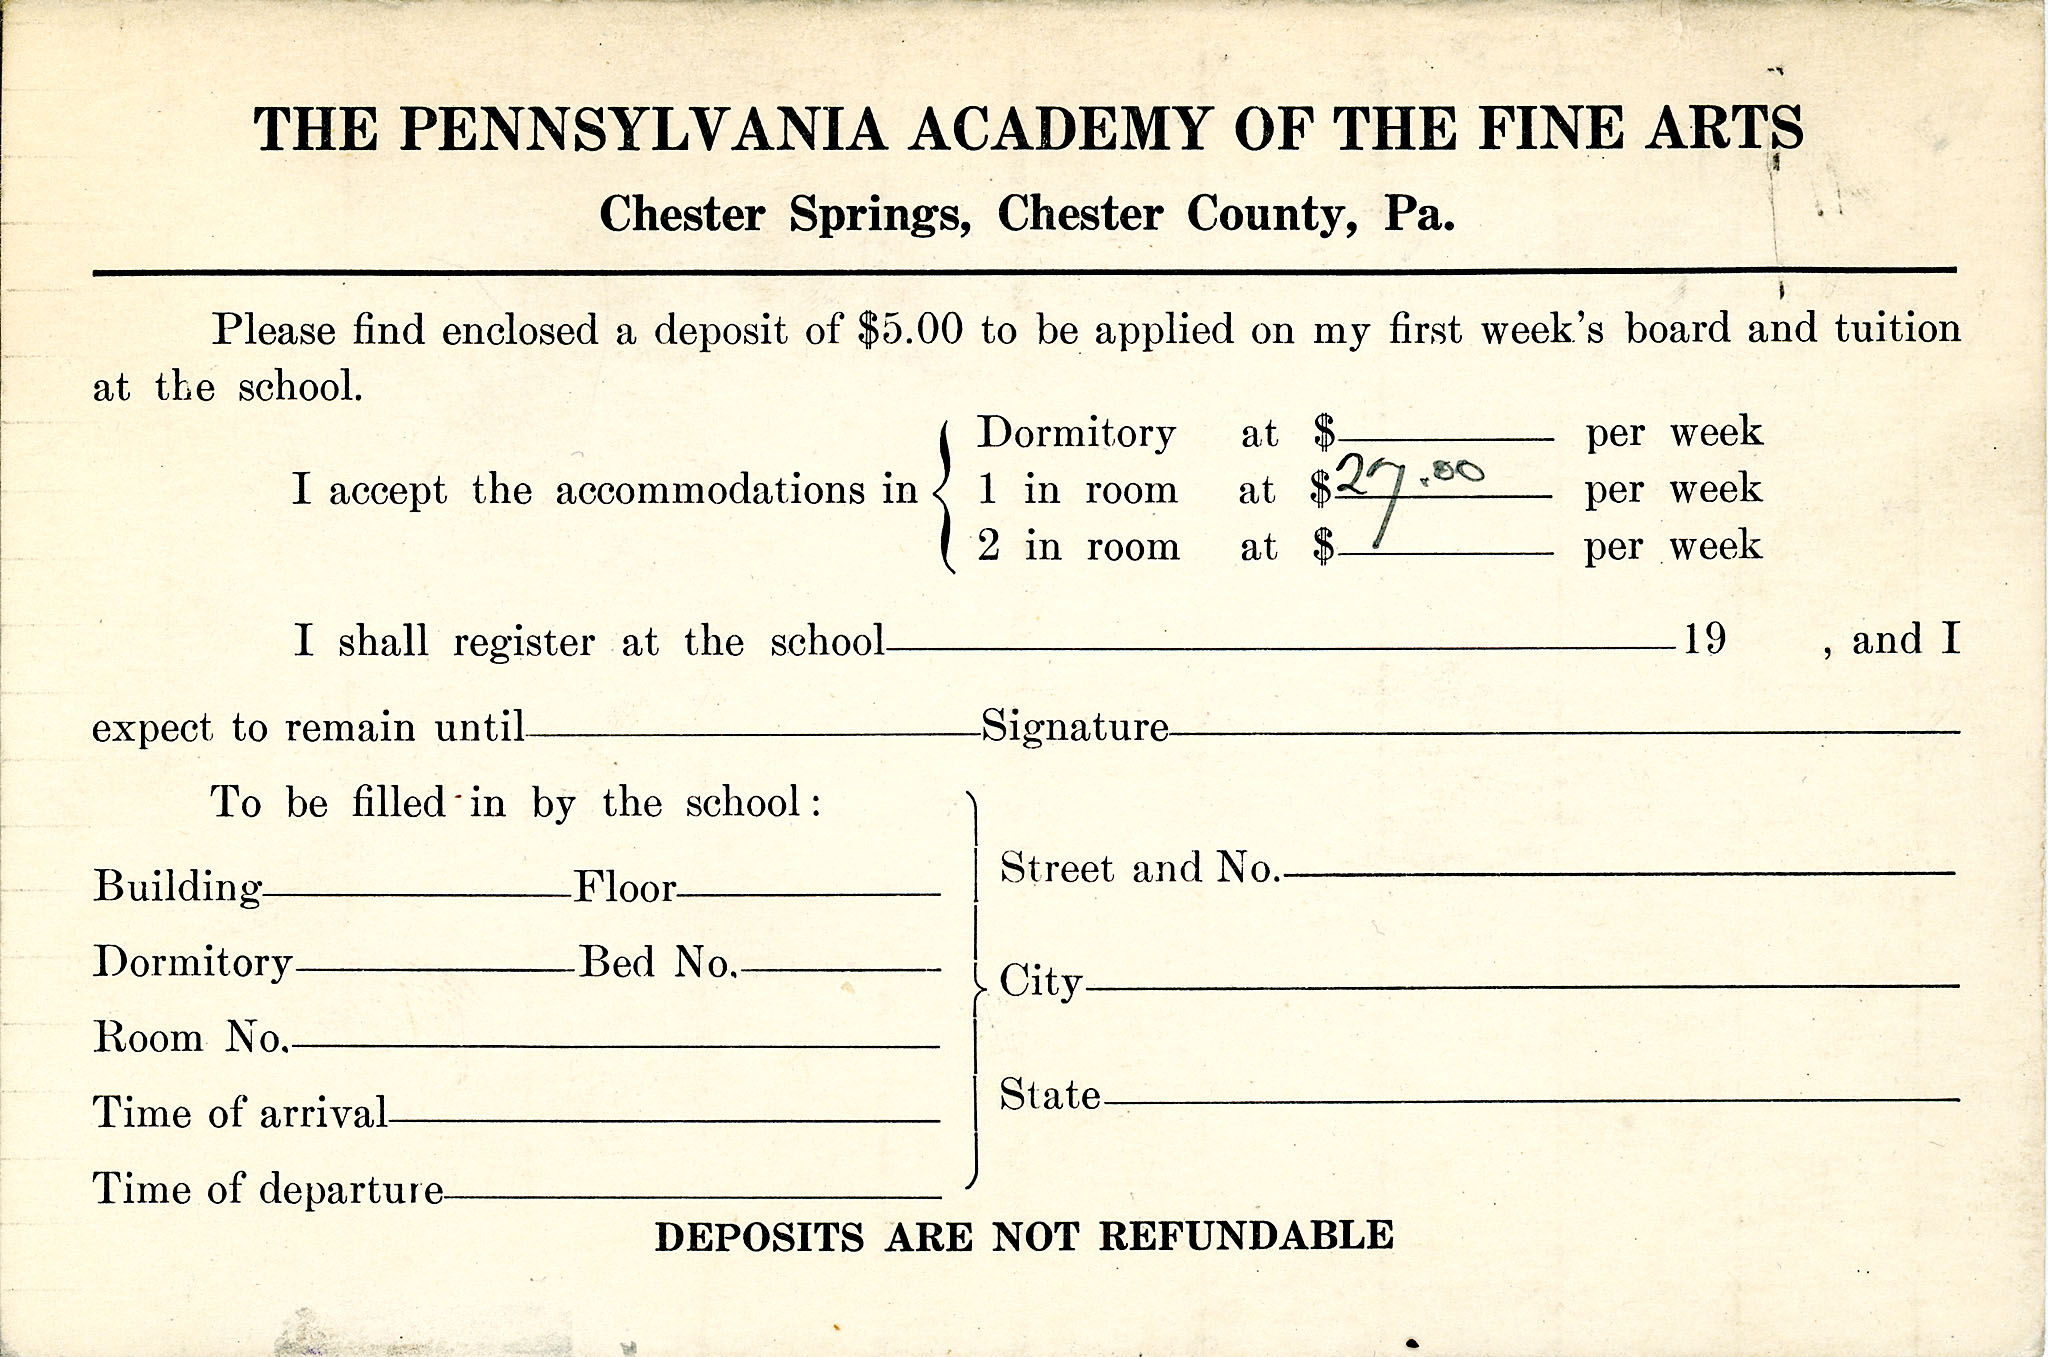 THE PENNSYLVANIA ACADEMY OF THE FINE ARTS
Chester Springs, Chester County, Pa.
Please find enclosed a deposit of $5.00 to be applied on my first week's board and tuition
at the school.
Dormitory at $ per week
I accept the accommodations in 1 in room at $27.00 per week
2 in room at $ per week
I shall register at the school 19 , and I
expect to remain until Signature
To be filled in by the school:
Building Floor
Street and No.
Dormitory Bed No.
City
Room No.
State
Time of arrival
Time of departure
DEPOSITS ARE NOT REFUNDABLE